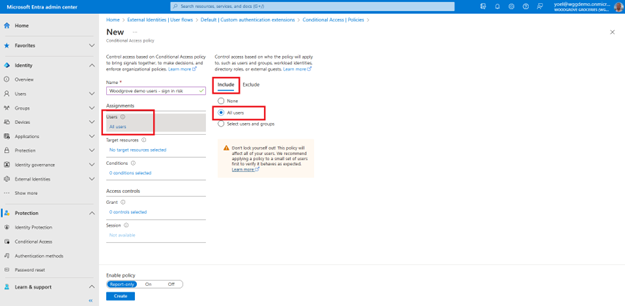 Microsoft Entra admin center
Search resources, services, and docs (G+/)
Home > External Identities | User flows > Default | Custom authentication extensions > Conditional Access | Policies >
New ...
Conditional Access policy
Home
Favorites
Identity
Overview
Users
Groups
Devices
Applications
Protection
Identity governance
External Identities
Show more
Protection
Identity Protection
Conditional Access
Authentication methods
Password reset
Learn & support
Control access based on Conditional Access policy
to bring signals together, to make decisions, and
enforce organizational policies. Learn more
Name *
Woodgrove demo users - sign in risk
Assignments
Users
All users
Target resources
No target resources selected
Conditions
0 conditions selected
Access controls
Grant
0 controls selected
Session
Not available
Control access based on who the policy will apply
to, such as users and groups, workload identities,
directory roles, or external guests. Learn more
Include Exclude
None
All users
Select users and groups
Don't lock yourself out! This policy will
affect all of your users. We recommend
applying a policy to a small set of users
first to verify it behaves as expected.
Learn more
Enable policy
Report-only On Off
Create